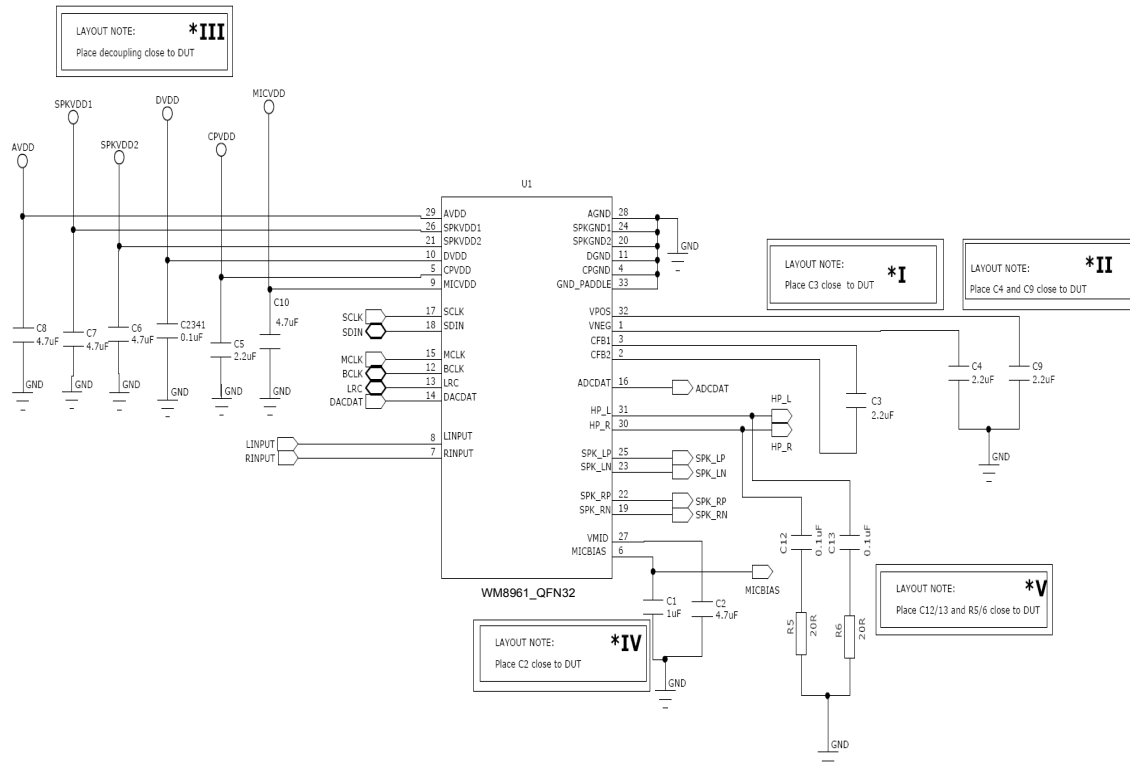 LAYOUT NOTE: *III
Place decoupling close to DUT
MICVDD
SPKVDD1
DVDD
CPVDD
AVDD
SPKVDD2
U1
29 AVDD
26 SPKVDD1
21 SPKVDD2
10 DVDD
5 CPVDD
9 MICVDD
AGND 28
SPKGND1 24
SPKGND2 20
DGND 11
CPGND 4
GND_PADDLE 33
GND
LAYOUT NOTE: *I
Place C3 close to DUT
LAYOUT NOTE: *II
Place C4 and C9 close to DUT
C8
4.7uF
C7
4.7uF
C6
4.7uF
C2341
0.1uF
C5
2.2uF
C10
4.7uF
GND
GND
GND
GND
GND
GND
SCLK 17 SCLK
SDIN 18 SDIN
MCLK 15 MCLK
BCLK 12 BCLK
LRC 13 LRC
DACDAT 14 DACDAT
LINPUT 8 LINPUT
RINPUT 7 RINPUT
VPOS 32
VNEG 1
CFB1 3
CFB2 2
ADCDAT 16 ADCDAT
HP_L 31 HP_L
HP_R 30 HP_R
SPK_LP 25 SPK_LP
SPK_LN 23 SPK_LN
SPK_RP 22 SPK_RP
SPK_RN 19 SPK_RN
VMID 27
MICBIAS 6
MICBIAS
C4
2.2uF
C9
2.2uF
C3
2.2uF
GND
WM8961_QFN32
C1
1uF
C2
4.7uF
GND
C12
0.1uF
C13
0.1uF
R5
20R
R6
20R
GND
LAYOUT NOTE: *V
Place C12/13 and R5/6 close to DUT
LAYOUT NOTE: *IV
Place C2 close to DUT